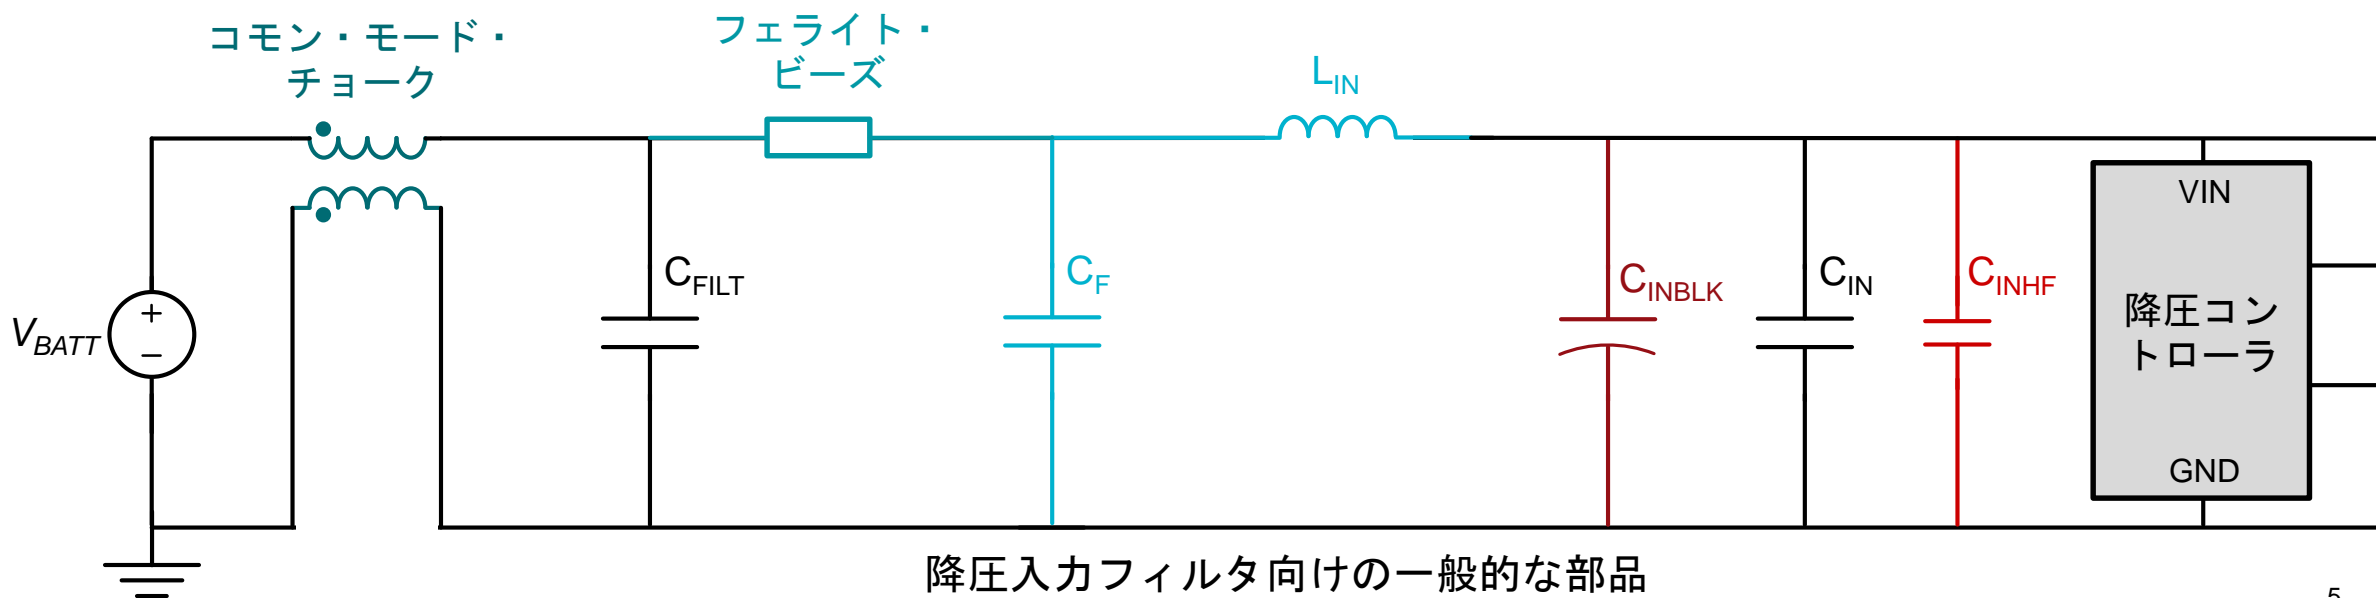 コモン・モード・
チョーク
フェライト・
ビーズ
LIN
VIN
CFILT
CF
CINBLK
CIN
CINHF
降圧コン
トローラ
+
VBATT
−
GND
降圧入力フィルタ向けの一般的な部品
5